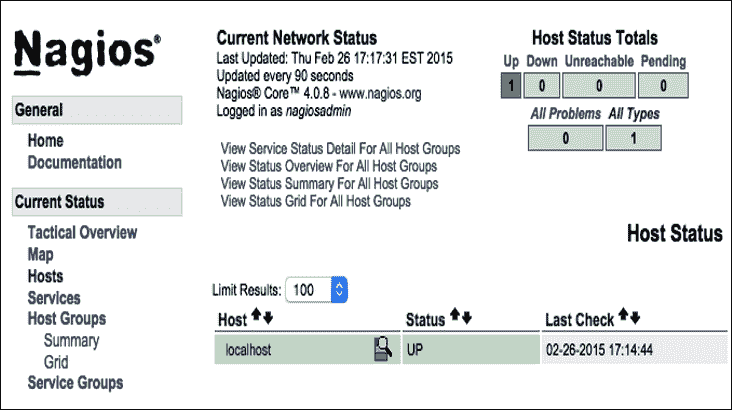 Nagios®
General
Home
Documentation
Current Status
Tactical Overview
Map
Hosts
Services
Host Groups
Summary
Grid
Service Groups
Current Network Status
Last Updated: Thu Feb 26 17:17:31 EST 2015
Updated every 90 seconds
Nagios® Core™ 4.0.8 - www.nagios.org
Logged in as nagiosadmin
View Service Status Detail For All Host Groups
View Status Overview For All Host Groups
View Status Summary For All Host Groups
View Status Grid For All Host Groups
Host Status Totals
Up Down Unreachable Pending
1 0 0 0
All Problems All Types
0 1
Host Status
Limit Results: 100
Host Status Last Check
localhost UP 02-26-2015 17:14:44